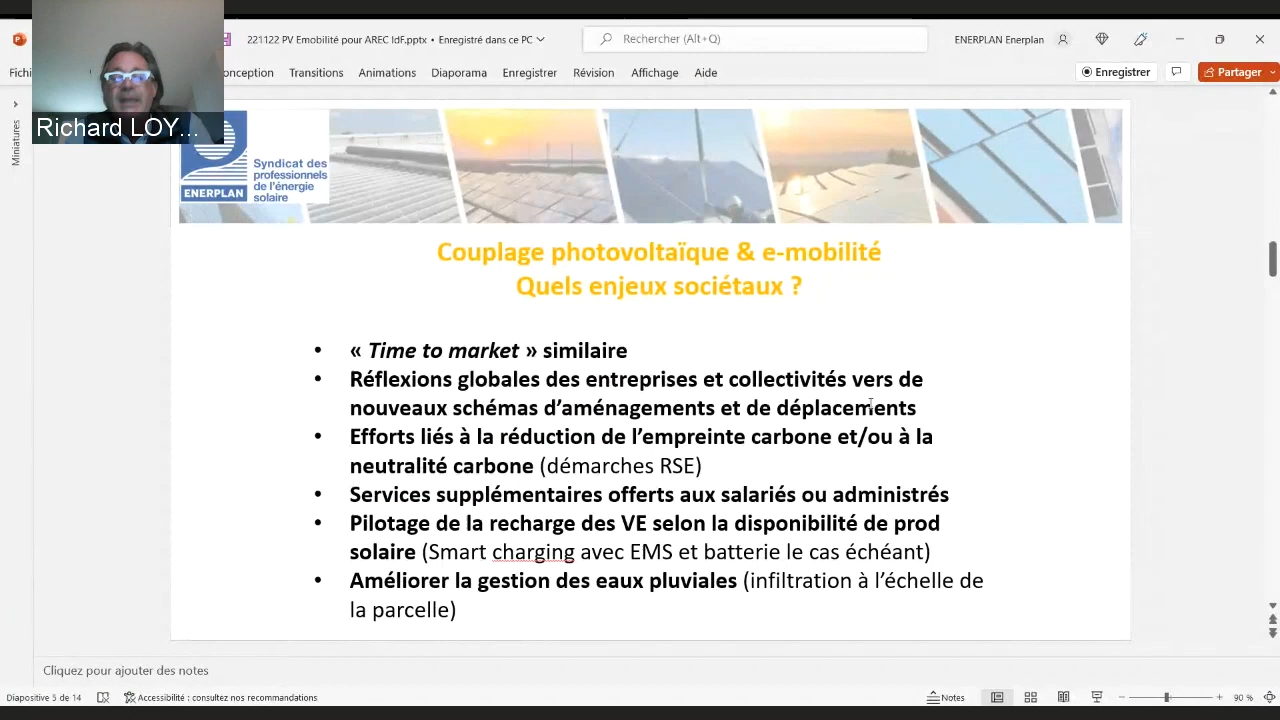 221122 PV Emobilité pour AREC IdF.pptx • Enregistré dans ce PC
Rechercher (Alt+Q)
ENERPLAN Enerplan
Transitions
Animations
Diaporama
Enregistrer
Révision
Affichage
Aide
Enregistrer
Partager
Richard LOY...
Miniatures
ENERPLAN
Syndicat des
professionnels
de l'énergie
solaire
Couplage photovoltaïque & e-mobilité
Quels enjeux sociétaux ?
• « Time to market » similaire
• Réflexions globales des entreprises et collectivités vers de
nouveaux schémas d’aménagements et de déplacements
• Efforts liés à la réduction de l’empreinte carbone et/ou à la
neutralité carbone (démarches RSE)
• Services supplémentaires offerts aux salariés ou administrés
• Pilotage de la recharge des VE selon la disponibilité de prod
solaire (Smart charging avec EMS et batterie le cas échéant)
• Améliorer la gestion des eaux pluviales (infiltration à l’échelle de
la parcelle)
Cliquez pour ajouter des notes
Diapositive 5 de 14
Accessibilité : consultez nos recommandations
Notes
90 %